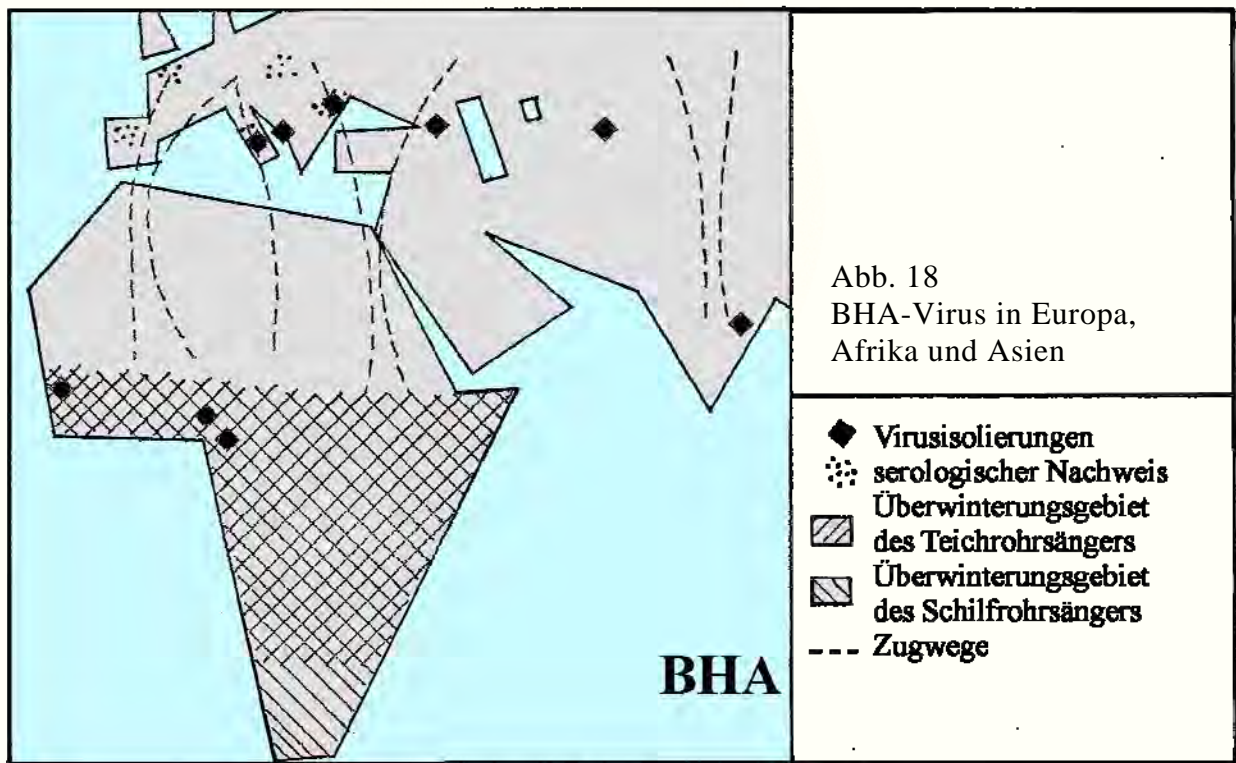 BHA
Abb. 18
BHA-Virus in Europa,
Afrika und Asien
Virusisolierungen
serologischer Nachweis
Überwinterungsgebiet
des Teichrohrsängers
Überwinterungsgebiet
des Schilfrohrsängers
Zugwege